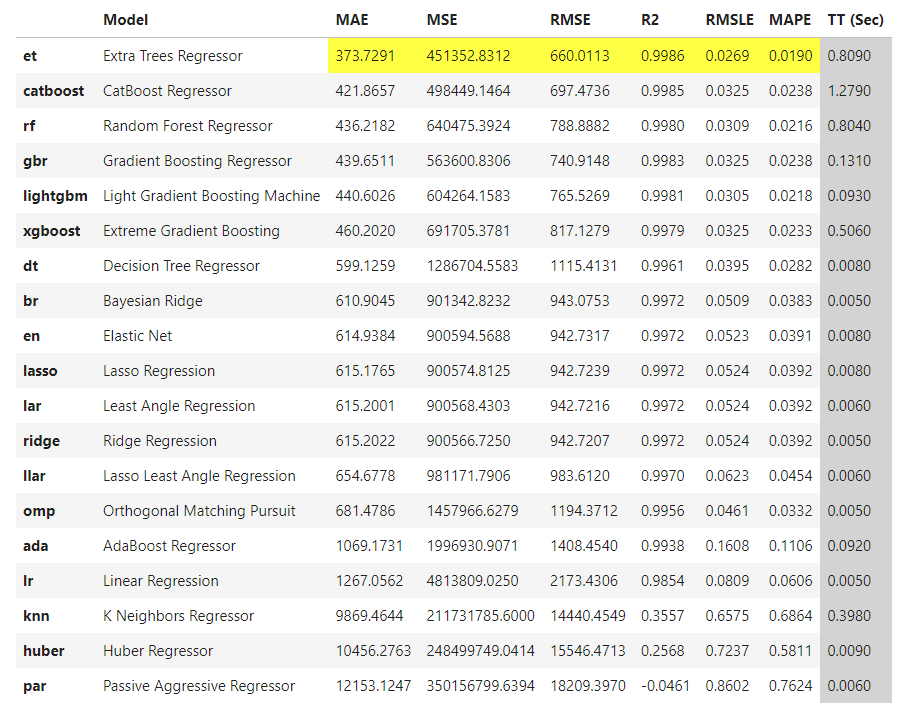 Model MAE MSE RMSE R2 RMSLE MAPE TT (Sec)
et Extra Trees Regressor 373.7291 451352.8312 660.0113 0.9986 0.0269 0.0190 0.8090
catboost CatBoost Regressor 421.8657 498449.1464 697.4736 0.9985 0.0325 0.0238 1.2790
rf Random Forest Regressor 436.2182 640475.3924 788.8882 0.9980 0.0309 0.0216 0.8040
gbr Gradient Boosting Regressor 439.6511 563600.8306 740.9148 0.9983 0.0325 0.0238 0.1310
lightgbm Light Gradient Boosting Machine 440.6026 604264.1583 765.5269 0.9981 0.0305 0.0218 0.0930
xgboost Extreme Gradient Boosting 460.2020 691705.3781 817.1279 0.9979 0.0325 0.0233 0.5060
dt Decision Tree Regressor 599.1259 1286704.5583 1115.4131 0.9961 0.0395 0.0282 0.0080
br Bayesian Ridge 610.9045 901342.8232 943.0753 0.9972 0.0509 0.0383 0.0050
en Elastic Net 614.9384 900594.5688 942.7317 0.9972 0.0523 0.0391 0.0080
lasso Lasso Regression 615.1765 900574.8125 942.7239 0.9972 0.0524 0.0392 0.0080
lar Least Angle Regression 615.2001 900568.4303 942.7216 0.9972 0.0524 0.0392 0.0060
ridge Ridge Regression 615.2022 900566.7250 942.7207 0.9972 0.0524 0.0392 0.0050
llar Lasso Least Angle Regression 654.6778 981171.7906 983.6120 0.9970 0.0623 0.0454 0.0060
omp Orthogonal Matching Pursuit 681.4786 1457966.6279 1194.3712 0.9956 0.0461 0.0332 0.0050
ada AdaBoost Regressor 1069.1731 1996930.9071 1408.4540 0.9938 0.1608 0.1106 0.0920
lr Linear Regression 1267.0562 4813809.0250 2173.4306 0.9854 0.0809 0.0606 0.0050
knn K Neighbors Regressor 9869.4644 211731785.6000 14440.4549 0.3557 0.6575 0.6864 0.3980
huber Huber Regressor 10456.2763 248499749.0414 15546.4713 0.2568 0.7237 0.5811 0.0090
par Passive Aggressive Regressor 12153.1247 350156799.6394 18209.3970 -0.0461 0.8602 0.7624 0.0060